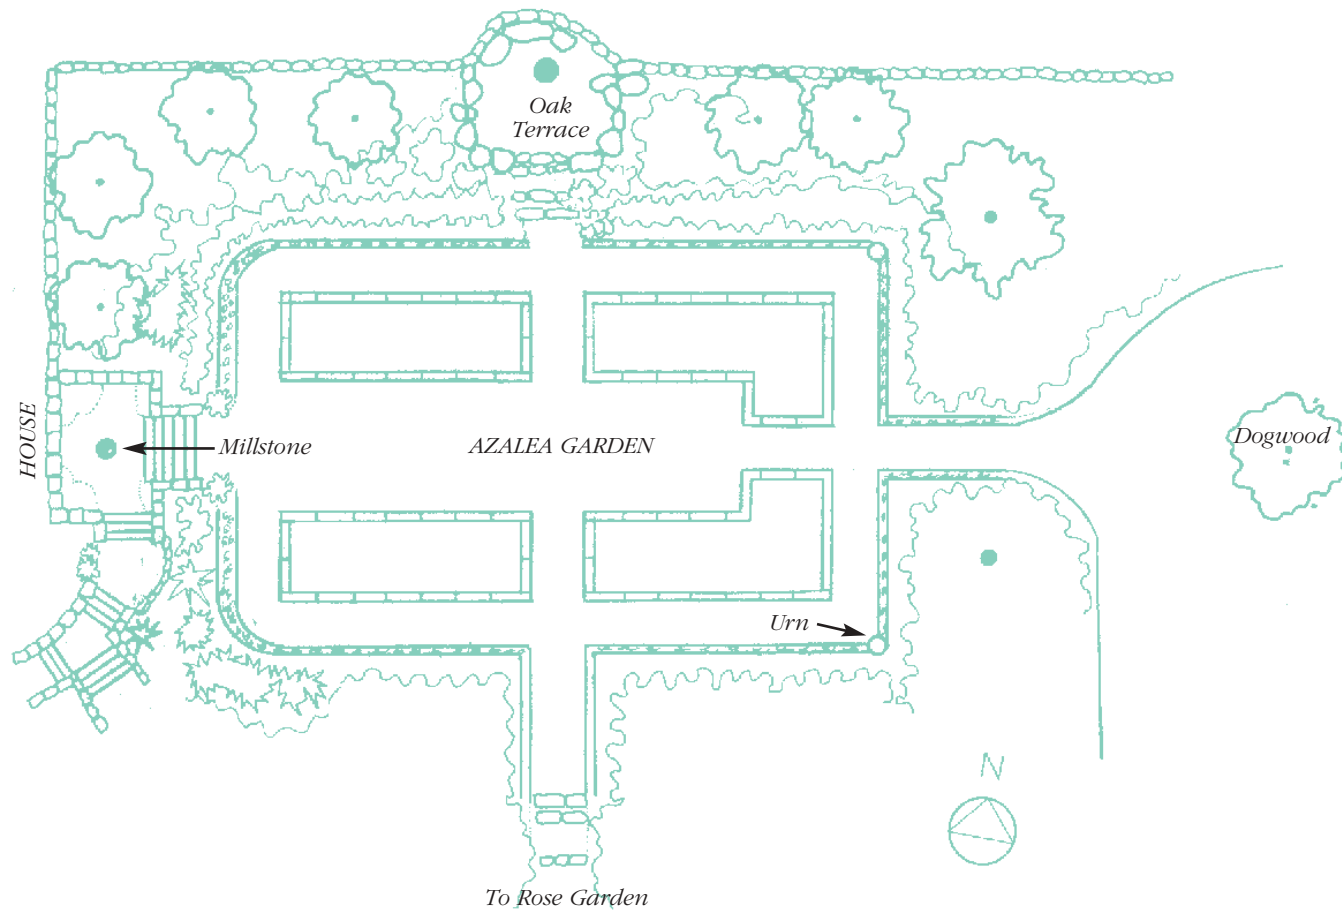 Oak
Terrace
HOUSE
Millstone
AZALEA GARDEN
Dogwood
Urn
N
To Rose Garden